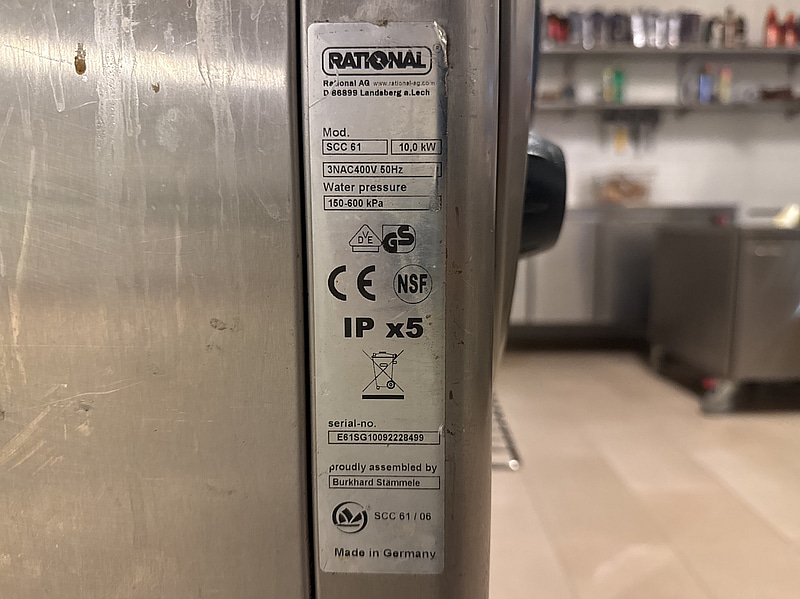 RATIONAL
Rational AG www.rational-ag.com
D 86899 Landsberg a.Lech
Mod.
SCC 61 10,0 kW
3NAC400V 50Hz
Water pressure
150-600 kPa
DVE GS
CE NSF
IP x5
serial-no.
E61SG10092228499
proudly assembled by
Burkhard Stammele
SCC 61 / 06
Made in Germany